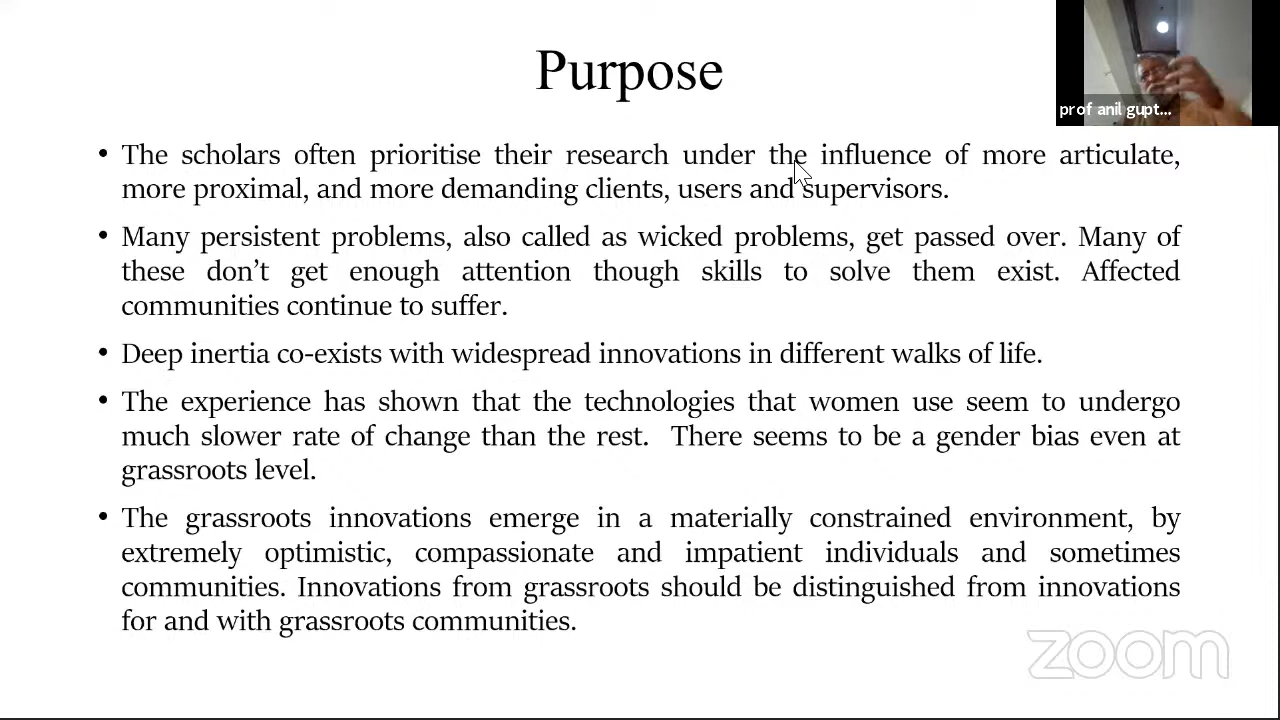 Purpose
prof anil gupt...
• The scholars often prioritise their research under the influence of more articulate,
more proximal, and more demanding clients, users and supervisors.
• Many persistent problems, also called as wicked problems, get passed over. Many of
these don’t get enough attention though skills to solve them exist. Affected
communities continue to suffer.
• Deep inertia co-exists with widespread innovations in different walks of life.
• The experience has shown that the technologies that women use seem to undergo
much slower rate of change than the rest.  There seems to be a gender bias even at
grassroots level.
• The grassroots innovations emerge in a materially constrained environment, by
extremely optimistic, compassionate and impatient individuals and sometimes
communities. Innovations from grassroots should be distinguished from innovations
for and with grassroots communities.
zoom